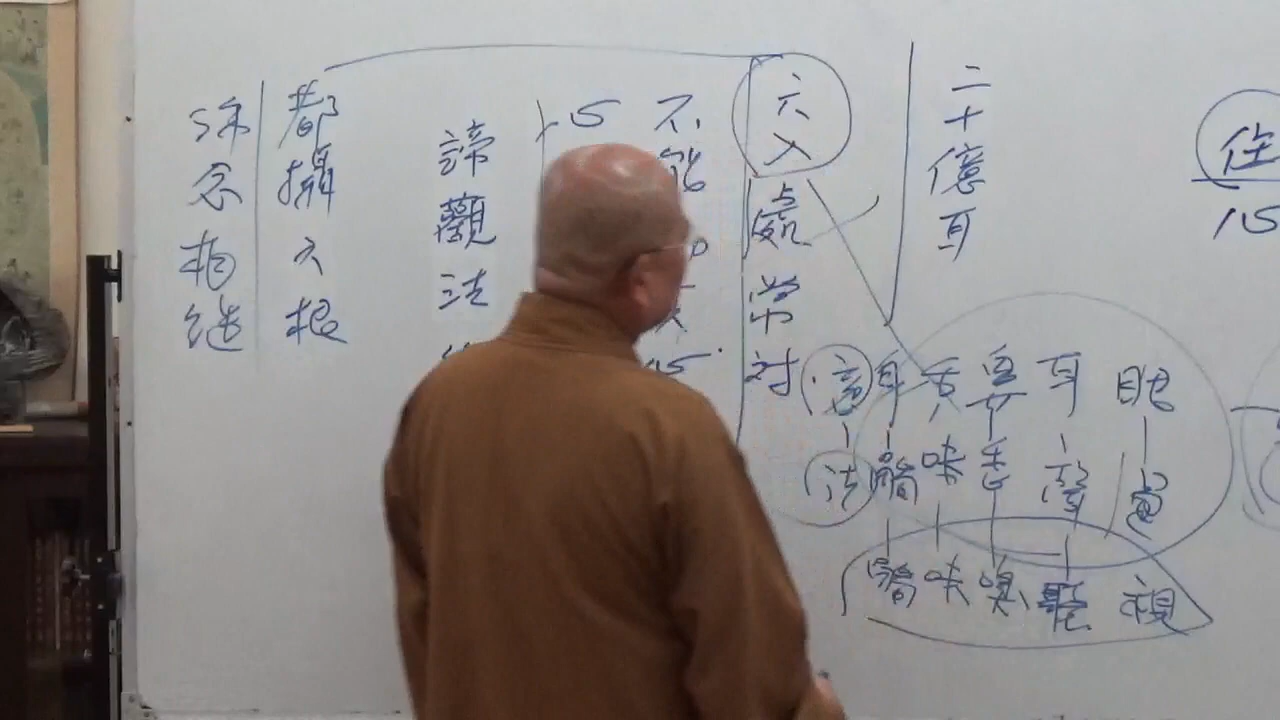 住心
二十億耳
眼色視
耳聲聽
鼻香嗅
舌味味
身觸觸
意法
六入處常對
不能
心
諦觀法
都攝六根
淨念相繼